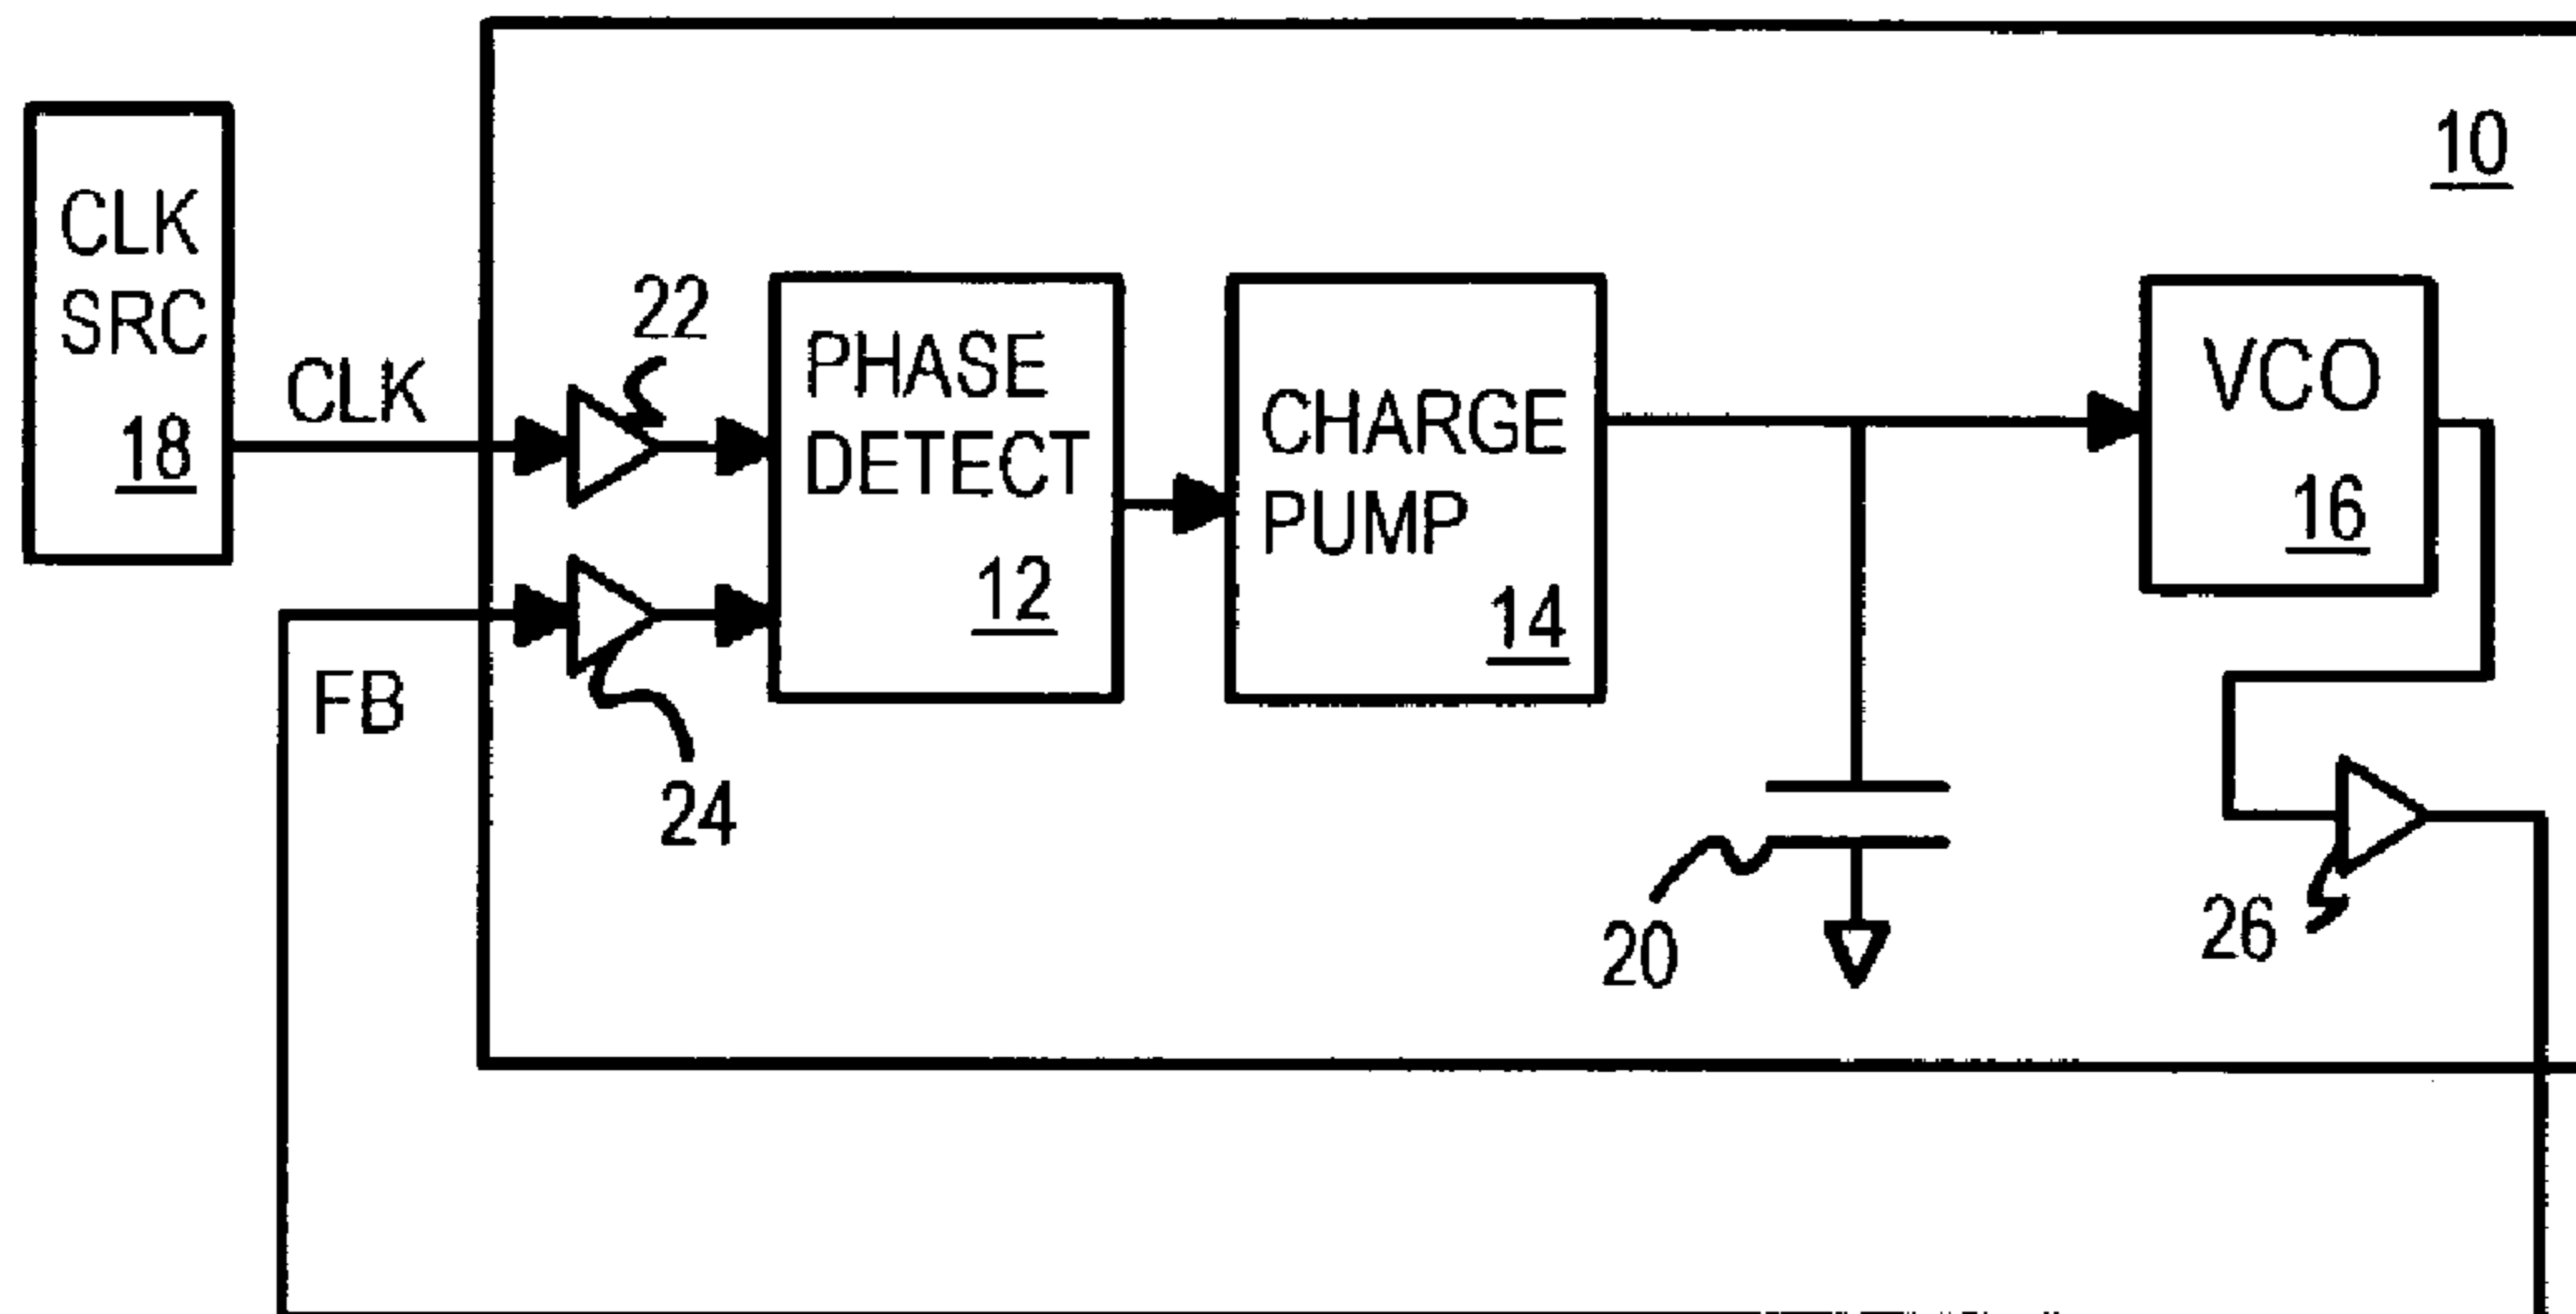 10
CLK
SRC
18
CLK
22
PHASE
DETECT
12
CHARGE
PUMP
14
VCO
16
FB
24
20
26